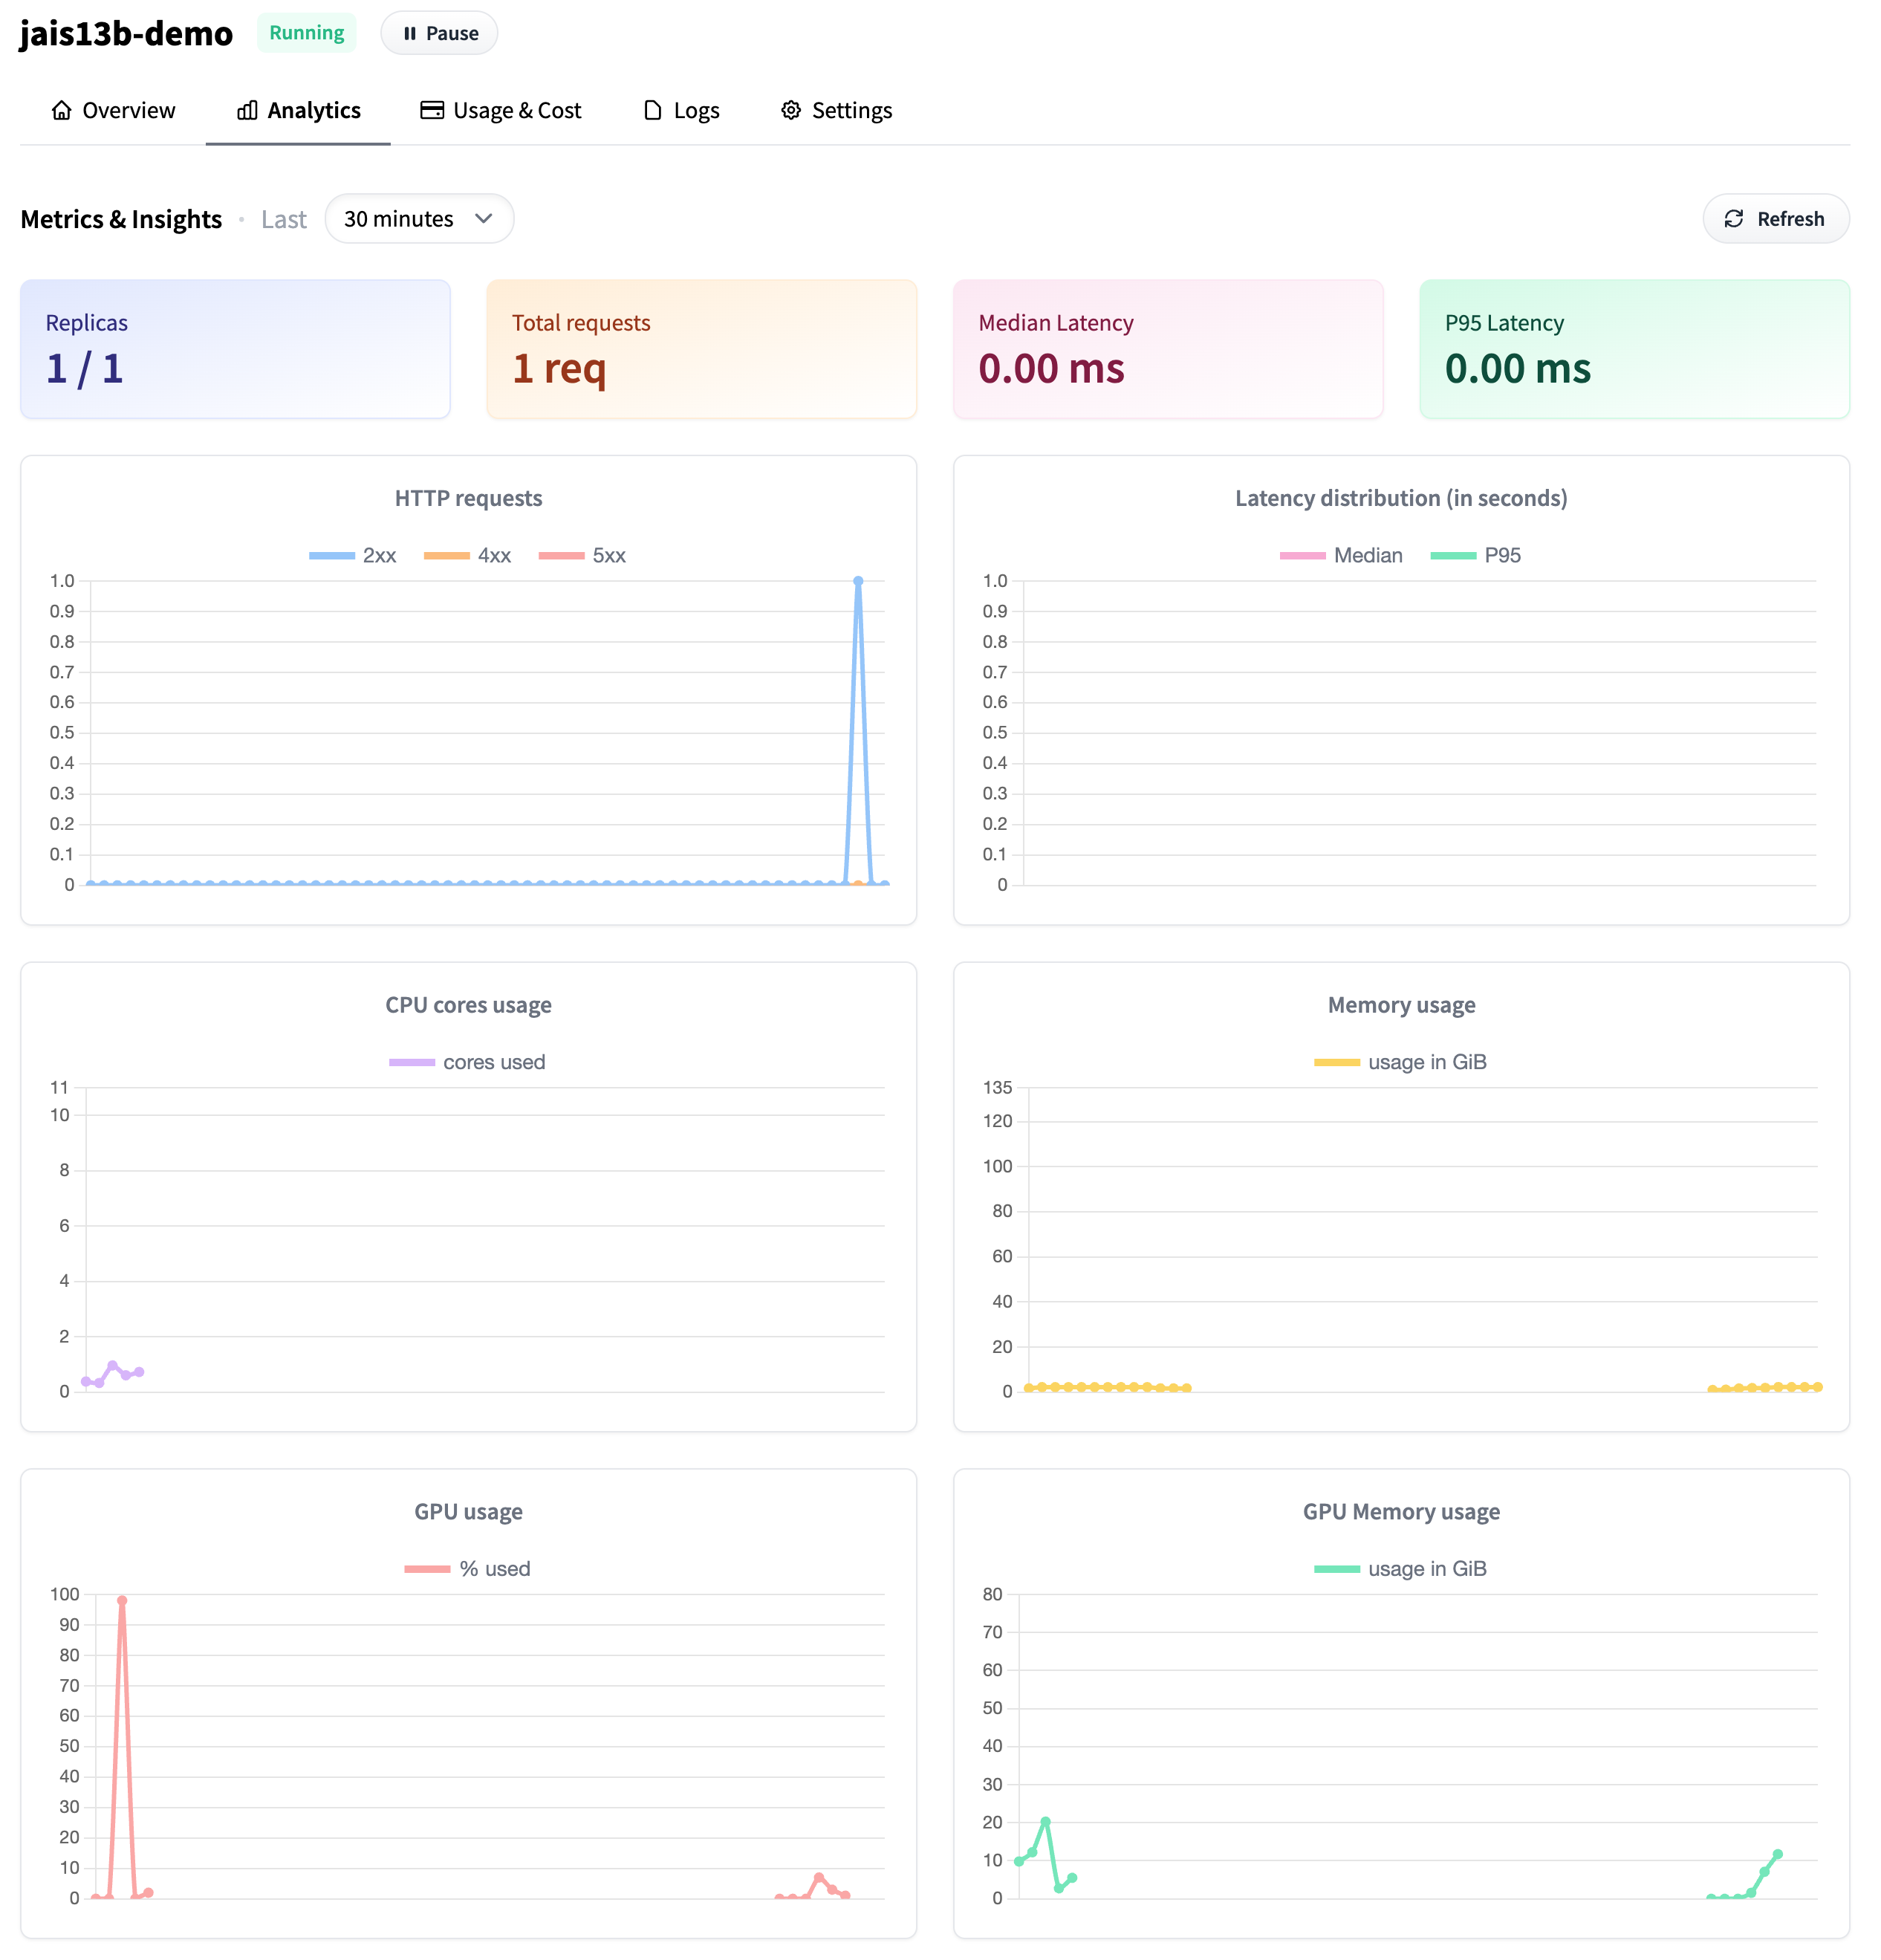 jais13b-demo Running Pause
Overview Analytics Usage & Cost Logs Settings
Metrics & Insights • Last 30 minutes Refresh
Replicas
1 / 1
Total requests
1 req
Median Latency
0.00 ms
P95 Latency
0.00 ms
HTTP requests
2xx 4xx 5xx
1.0
0.9
0.8
0.7
0.6
0.5
0.4
0.3
0.2
0.1
0
Latency distribution (in seconds)
Median P95
1.0
0.9
0.8
0.7
0.6
0.5
0.4
0.3
0.2
0.1
0
CPU cores usage
cores used
11
10
8
6
4
2
0
Memory usage
usage in GiB
135
120
100
80
60
40
20
0
GPU usage
% used
100
90
80
70
60
50
40
30
20
10
0
GPU Memory usage
usage in GiB
80
70
60
50
40
30
20
10
0